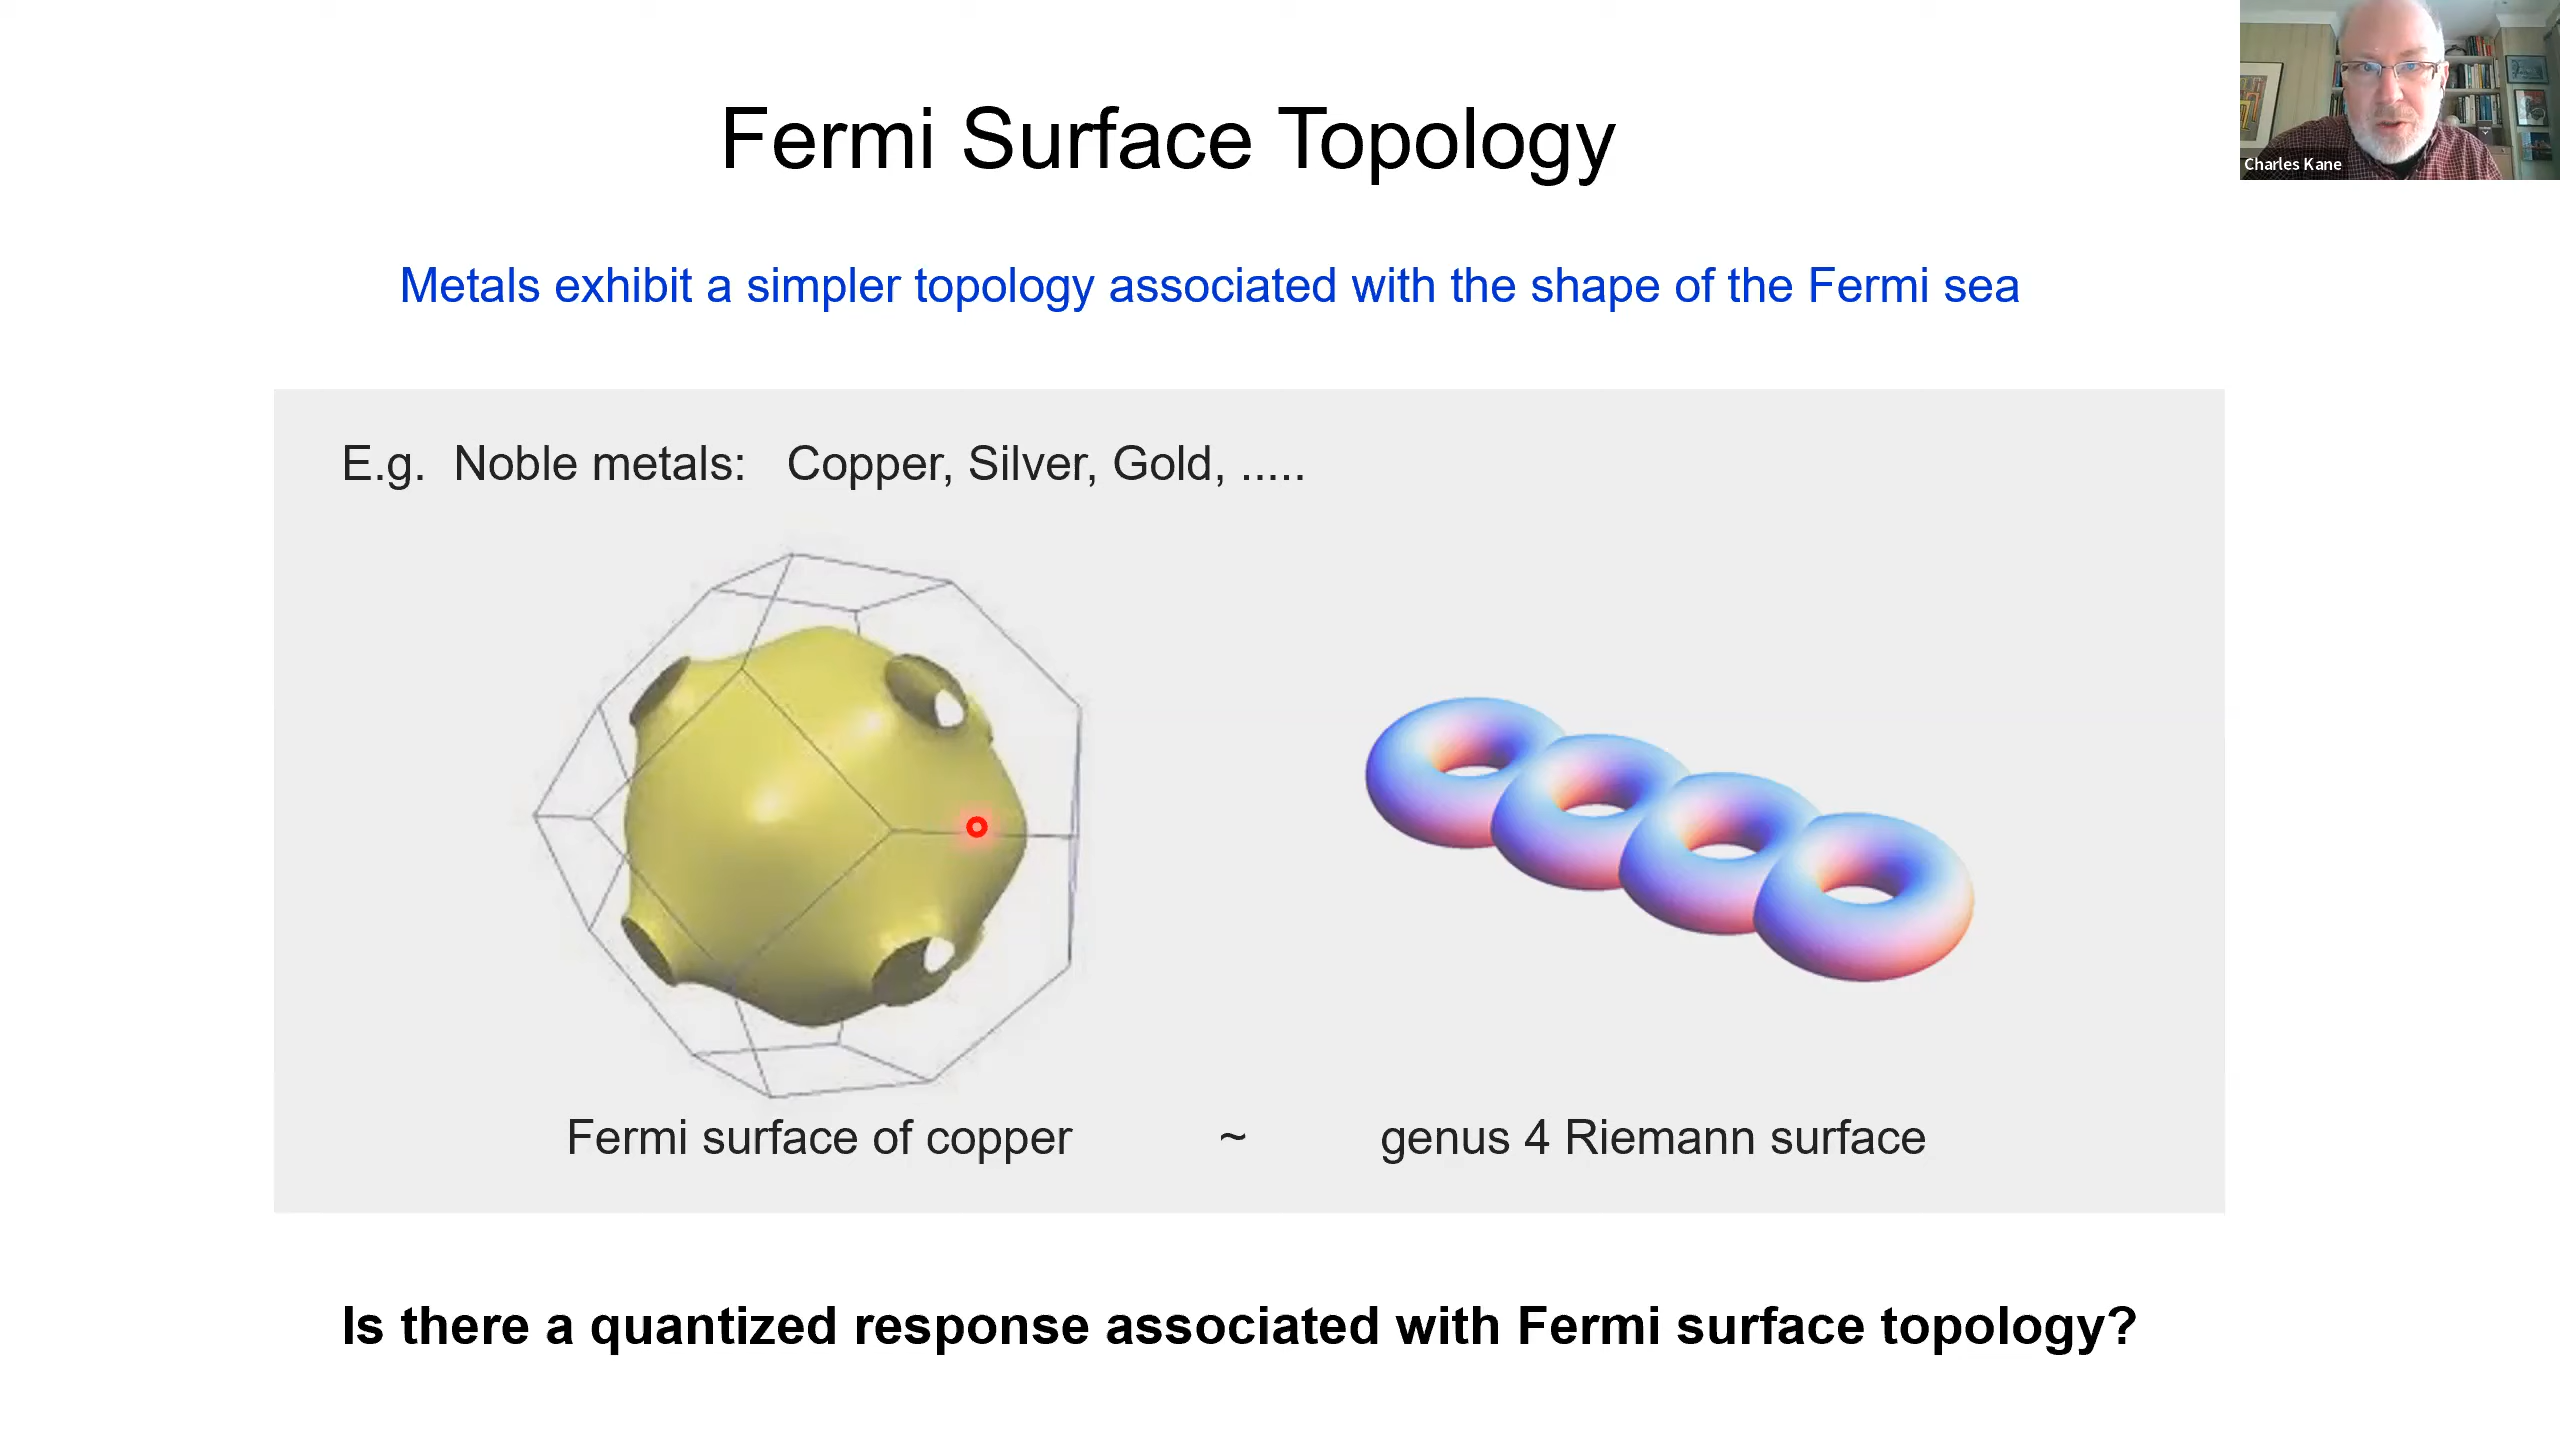 Fermi Surface Topology
Charles Kane
Metals exhibit a simpler topology associated with the shape of the Fermi sea
E.g. Noble metals: Copper, Silver, Gold, .....
Fermi surface of copper ~ genus 4 Riemann surface
Is there a quantized response associated with Fermi surface topology?